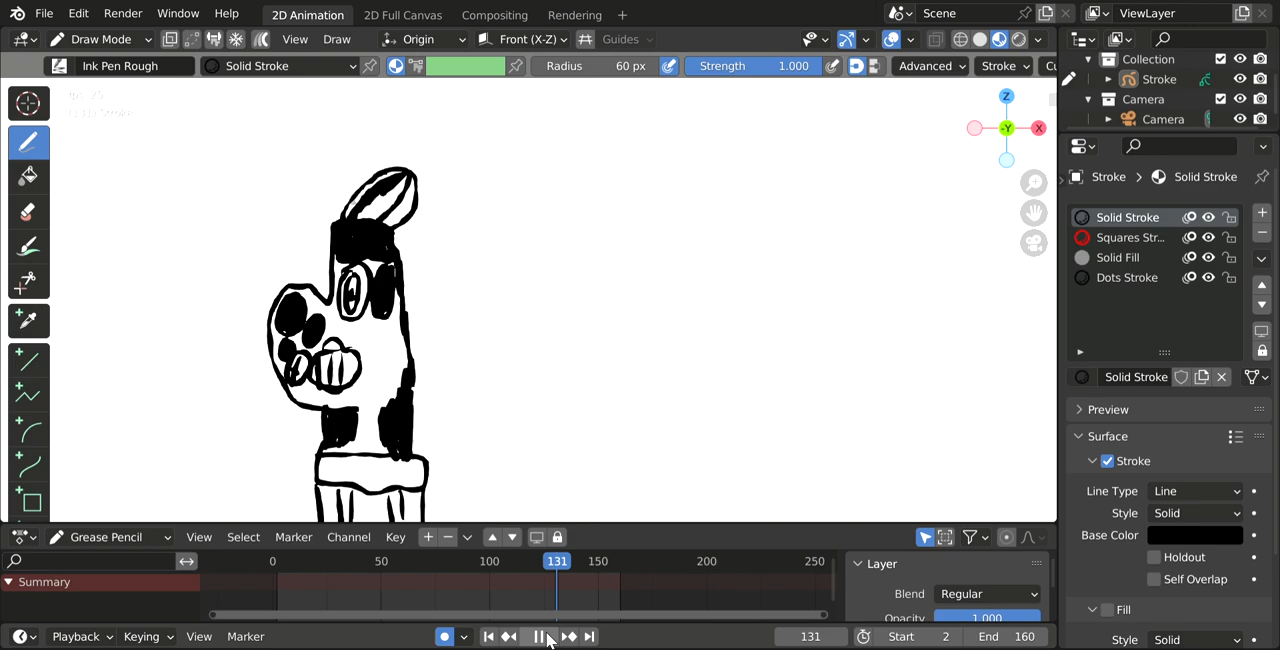 File Edit Render Window Help 2D Animation 2D Full Canvas Compositing Rendering + Scene ViewLayer
Draw Mode View Draw Origin Front (X-Z) Guides
Ink Pen Rough Solid Stroke Radius 60 px Strength 1.000 Advanced Stroke Cu
Collection
Stroke
Camera
Camera
Z
-Y X
Stroke > Solid Stroke
Solid Stroke
Squares Str...
Solid Fill
Dots Stroke
Solid Stroke
Preview
Surface
Stroke
Line Type Line
Style Solid
Base Color
Holdout
Self Overlap
Fill
Style Solid
Grease Pencil View Select Marker Channel Key
0 50 100 131 150 200 250
Summary
Layer
Blend Regular
Opacity 1.000
Playback Keying View Marker 131 Start 2 End 160